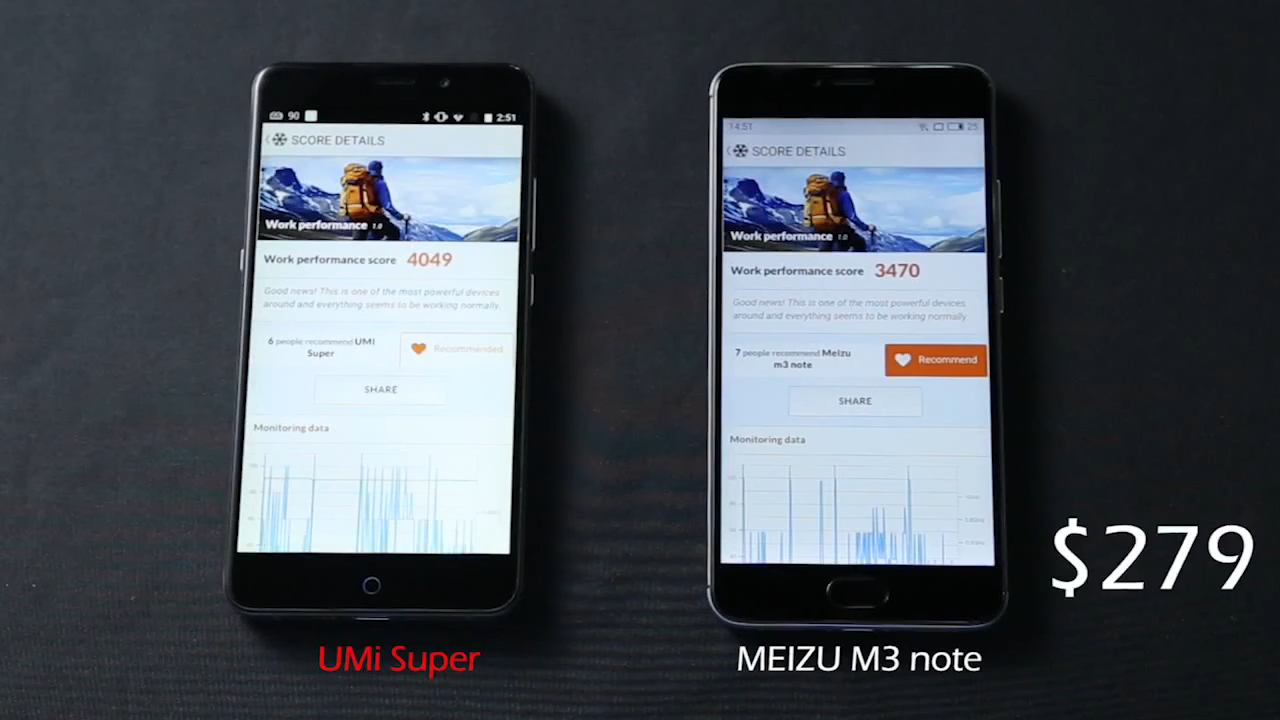 90
2:51
SCORE DETAILS
Work performance 1.0
Work performance score 4049
Good news! This is one of the most powerful devices
around and everything seems to be working normally.
6 people recommend UMI
Super
Recommended
SHARE
Monitoring data
14:51
25
SCORE DETAILS
Work performance 1.0
Work performance score 3470
Good news! This is one of the most powerful devices
around and everything seems to be working normally.
7 people recommend Meizu
m3 note
Recommend
SHARE
Monitoring data
$279
UMi Super
MEIZU M3 note